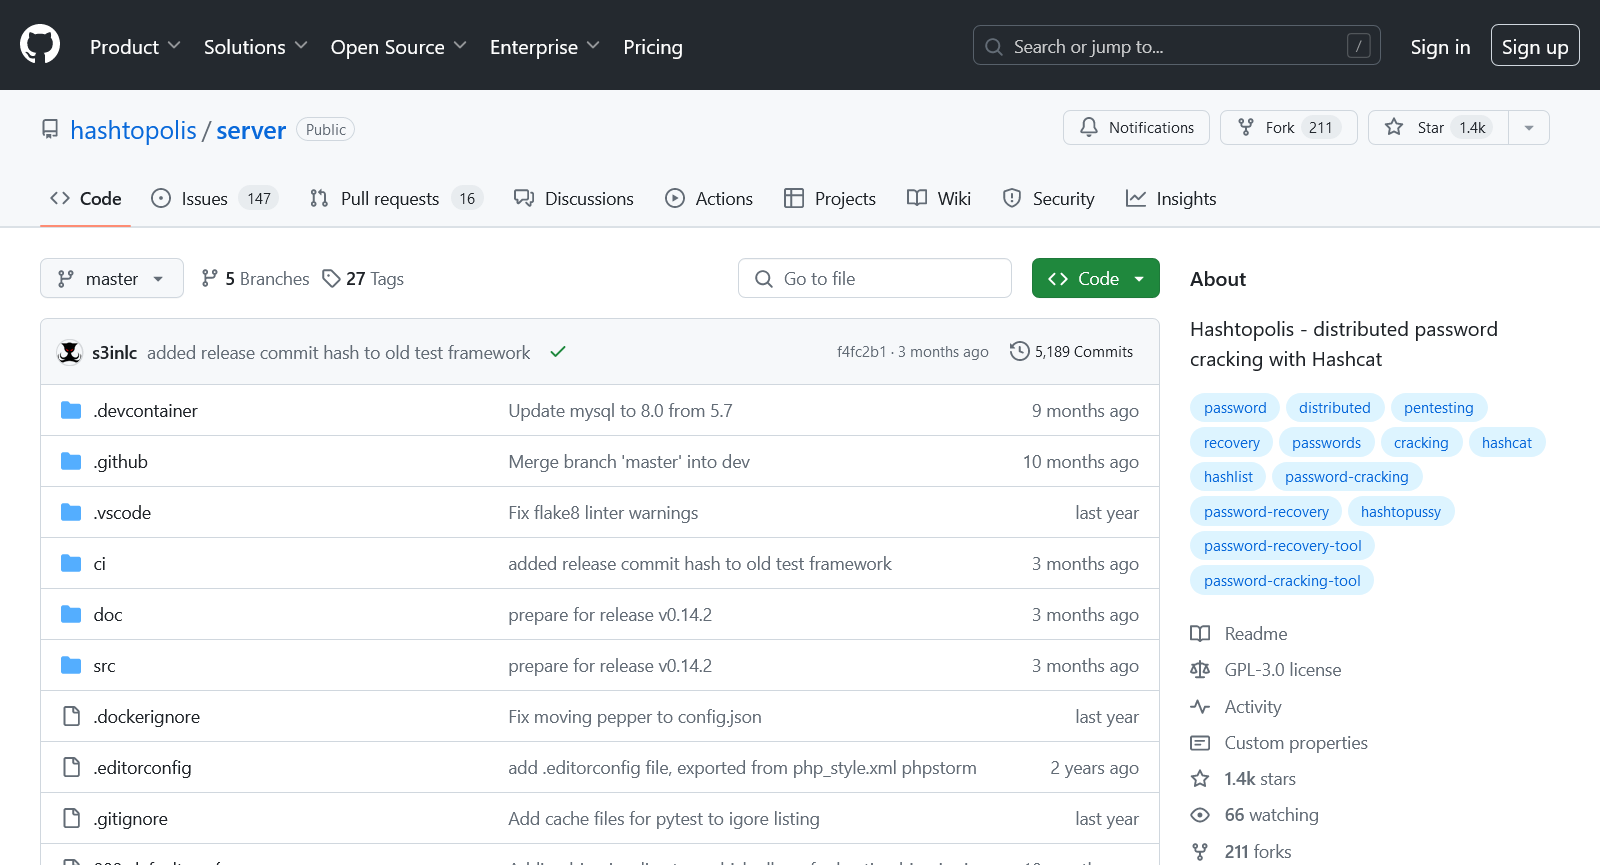 Product Solutions Open Source Enterprise Pricing Search or jump to... / Sign in Sign up
hashtopolis / server Public Notifications Fork 211 Star 1.4k
Code Issues 147 Pull requests 16 Discussions Actions Projects Wiki Security Insights
master 5 Branches 27 Tags Go to file Code
s3inlc added release commit hash to old test framework f4fc2b1 · 3 months ago 5,189 Commits
.devcontainer Update mysql to 8.0 from 5.7 9 months ago
.github Merge branch 'master' into dev 10 months ago
.vscode Fix flake8 linter warnings last year
ci added release commit hash to old test framework 3 months ago
doc prepare for release v0.14.2 3 months ago
src prepare for release v0.14.2 3 months ago
.dockerignore Fix moving pepper to config.json last year
.editorconfig add .editorconfig file, exported from php_style.xml phpstorm 2 years ago
.gitignore Add cache files for pytest to igore listing last year
About
Hashtopolis - distributed password
cracking with Hashcat
password distributed pentesting
recovery passwords cracking hashcat
hashlist password-cracking
password-recovery hashtopussy
password-recovery-tool
password-cracking-tool
Readme
GPL-3.0 license
Activity
Custom properties
1.4k stars
66 watching
211 forks